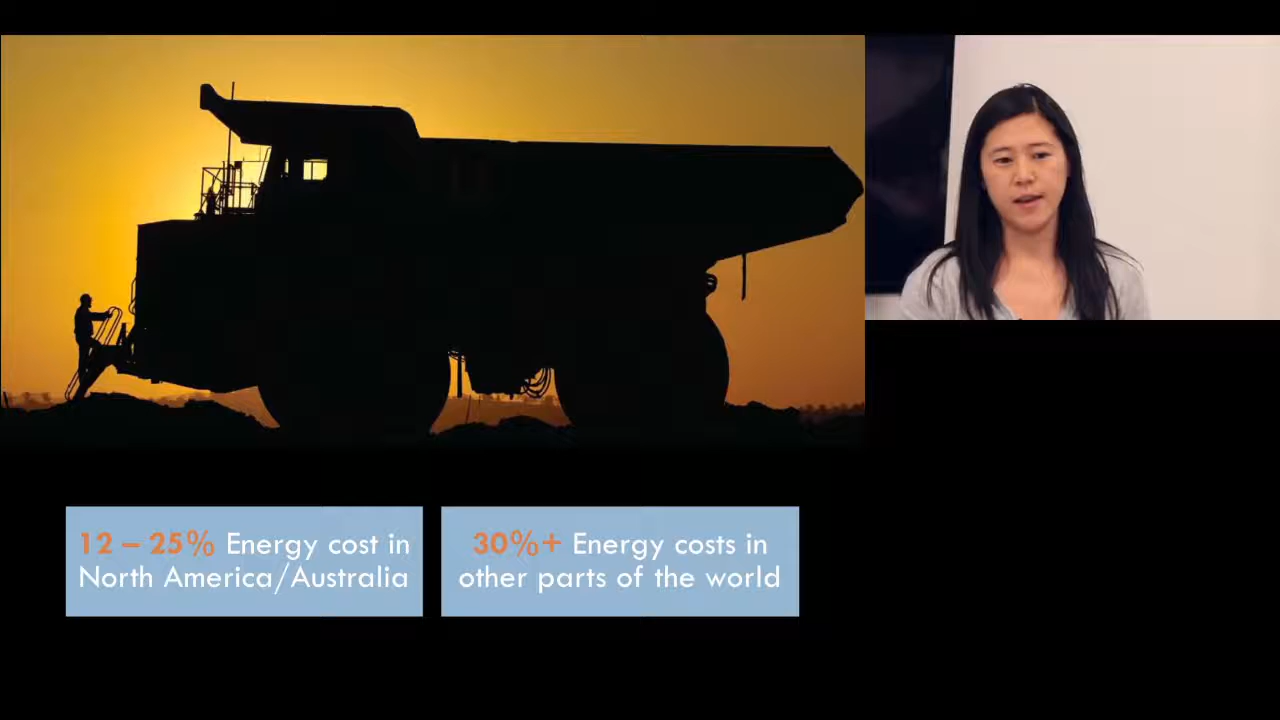 12 – 25% Energy cost in
North America/Australia
30%+ Energy costs in
other parts of the world